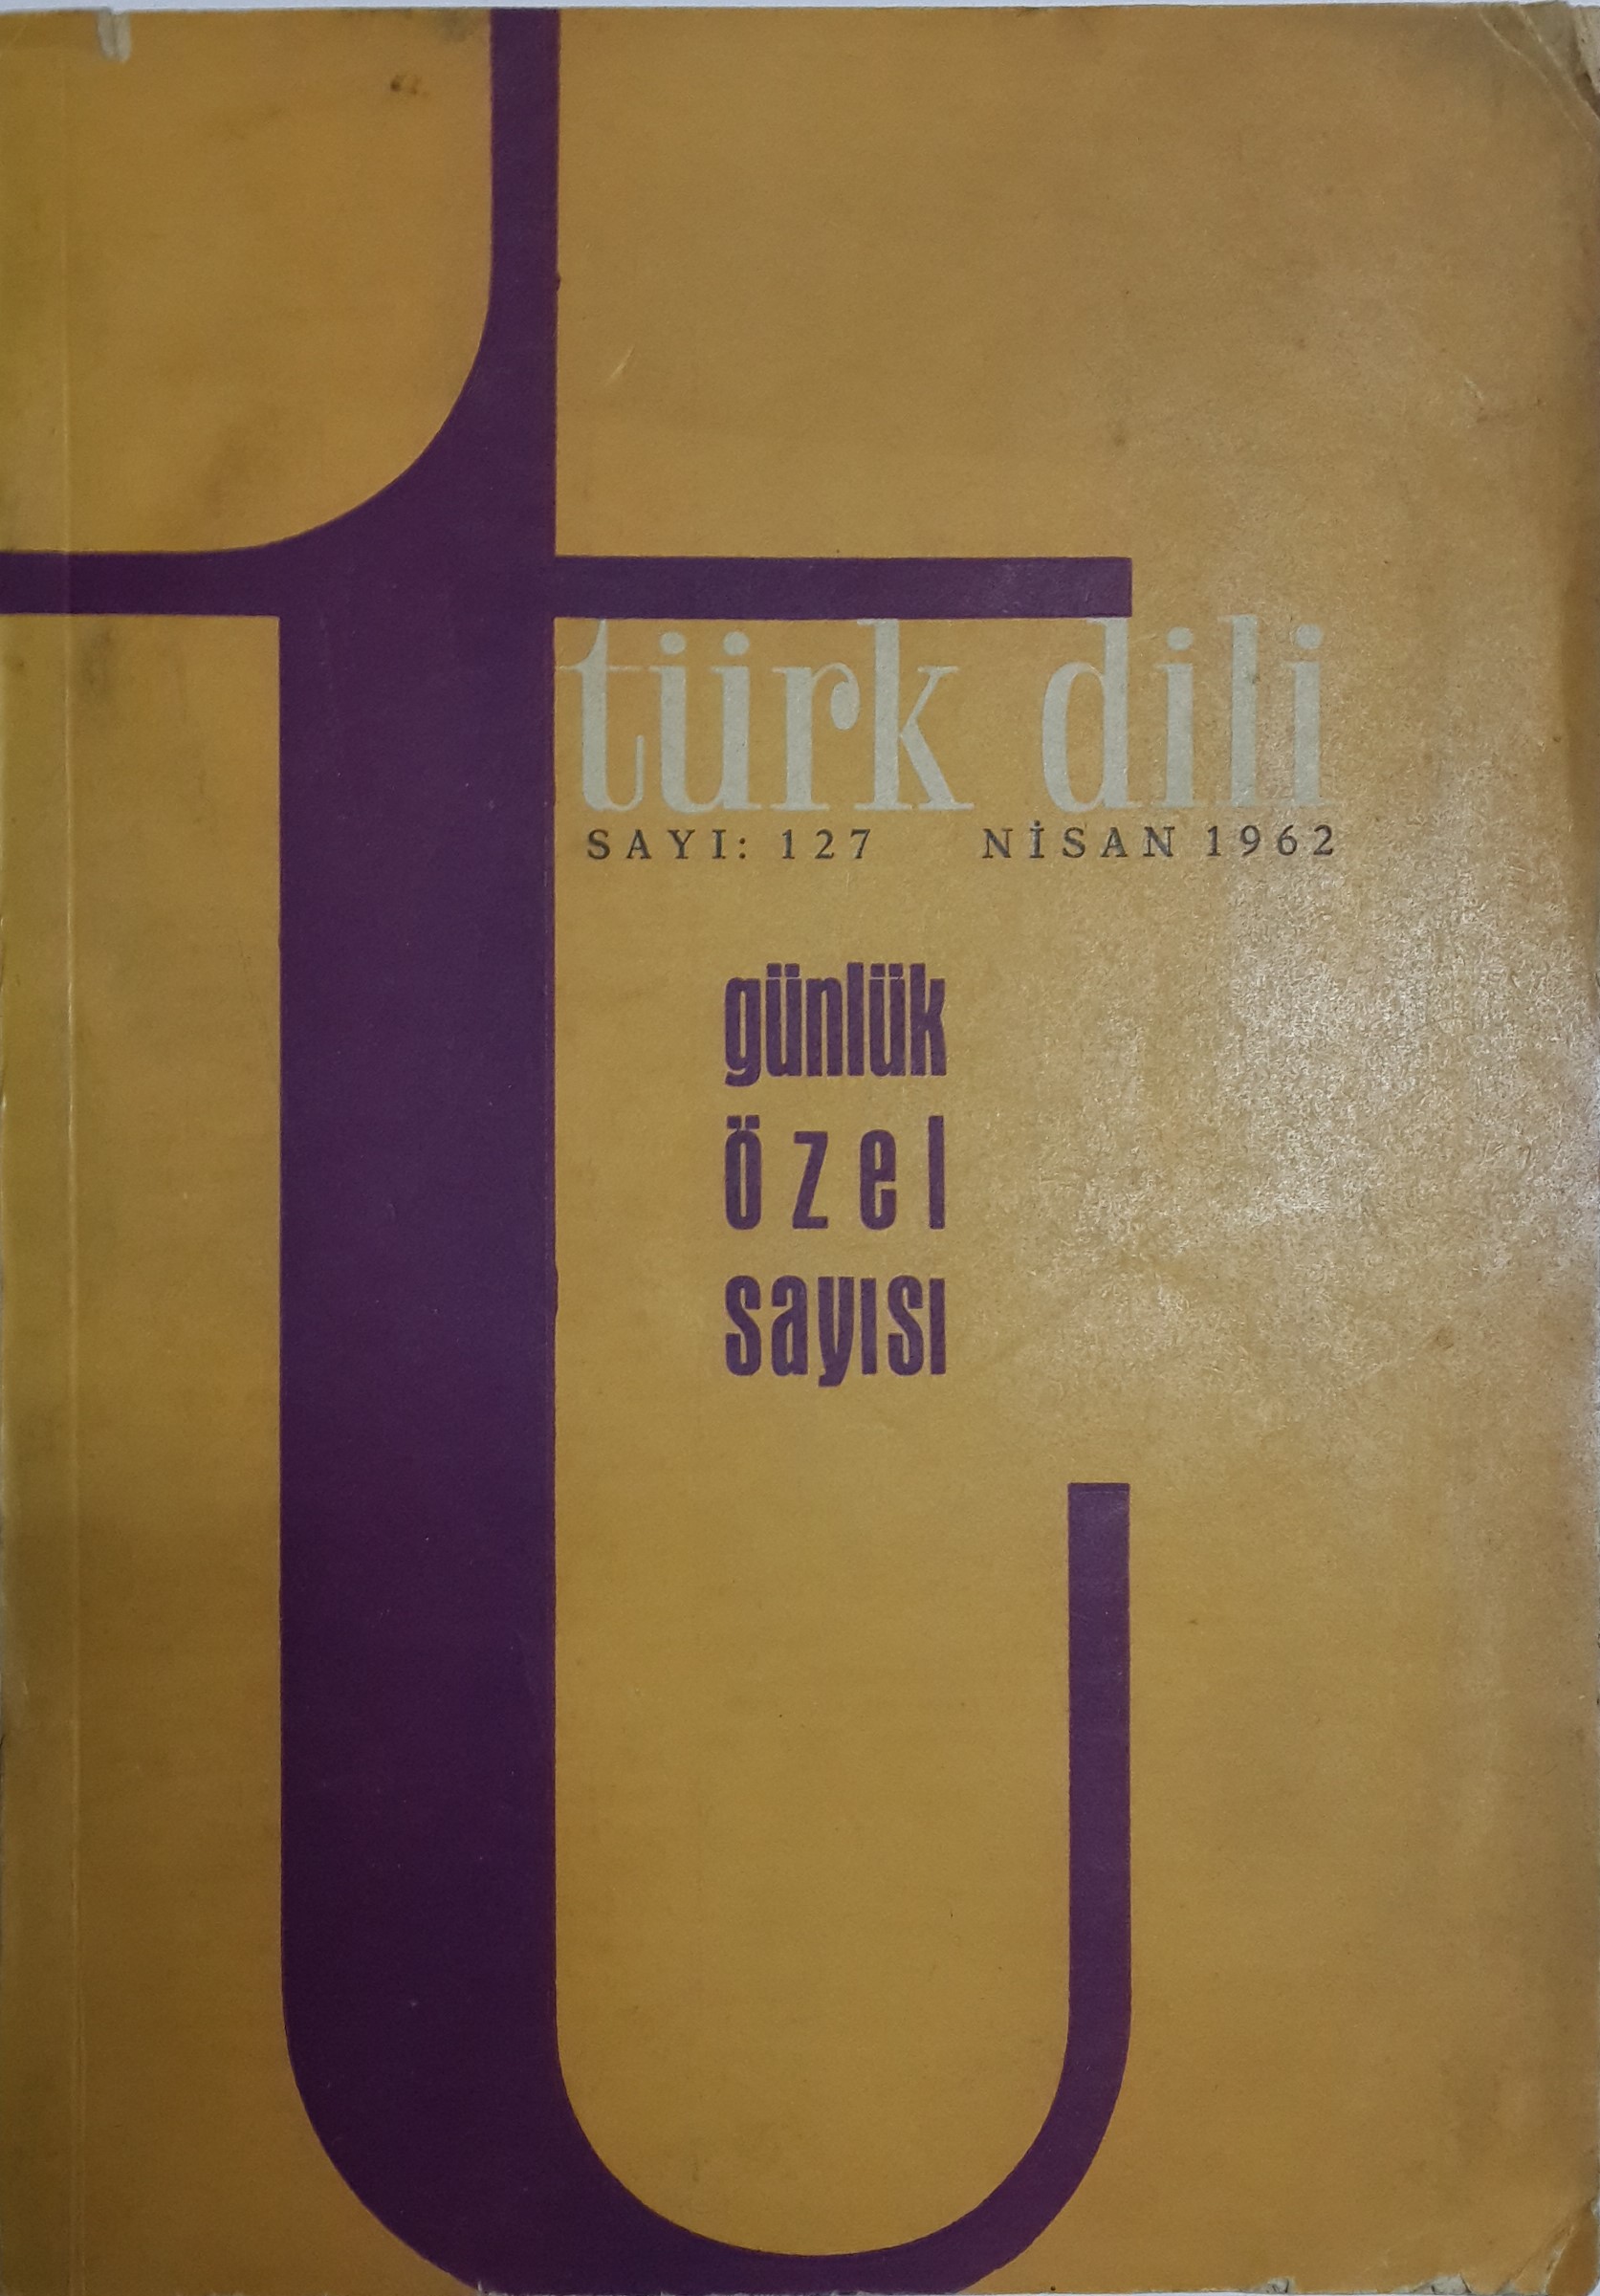 t
türk dili
SAYI: 127 NİSAN 1962
günlük
özel
sayısı